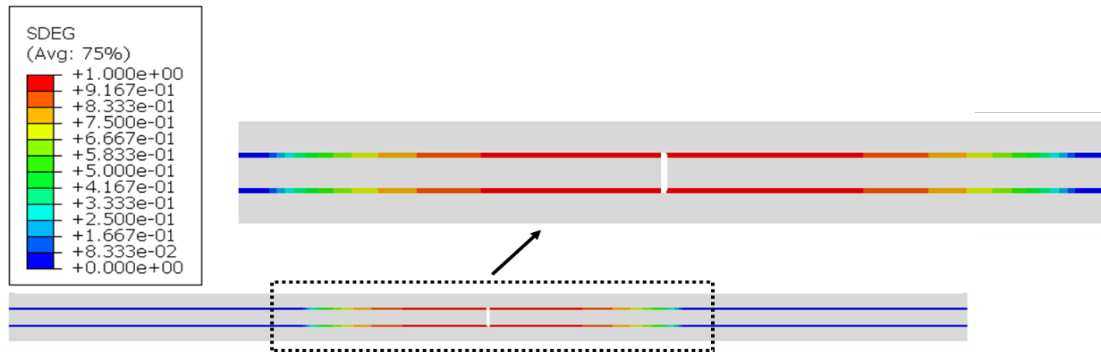 SDEG
(Avg: 75%)
+1.000e+00
+9.167e-01
+8.333e-01
+7.500e-01
+6.667e-01
+5.833e-01
+5.000e-01
+4.167e-01
+3.333e-01
+2.500e-01
+1.667e-01
+8.333e-02
+0.000e+00